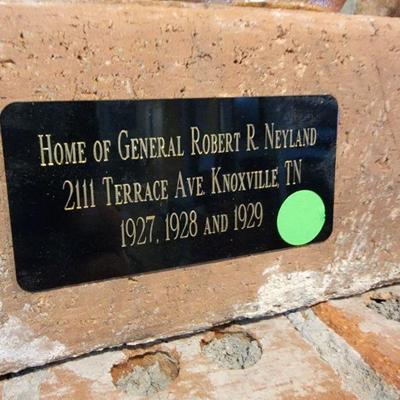 Home of General Robert R. Neyland
2111 Terrace Ave. Knoxville, TN
1927, 1928 and 1929